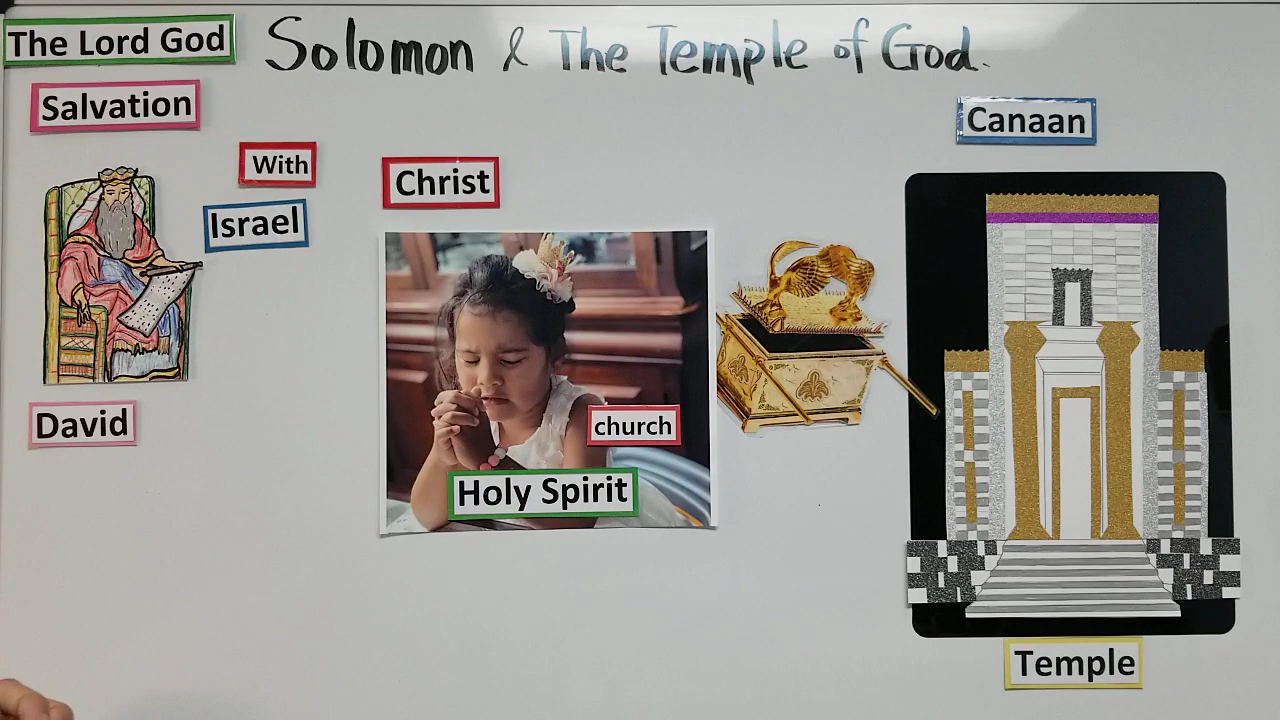 The Lord God
Solomon & The Temple of God.
Salvation
Canaan
With
Christ
Israel
David
church
Holy Spirit
Temple